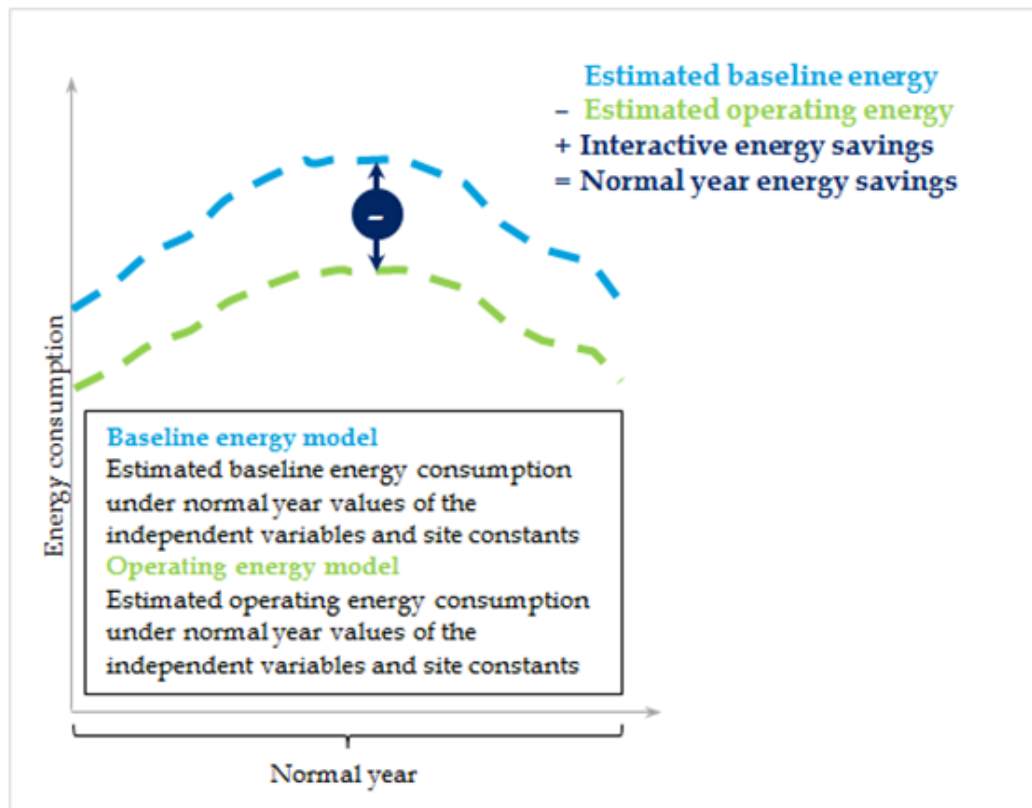 Estimated baseline energy
– Estimated operating energy
+ Interactive energy savings
= Normal year energy savings
–
Energy consumption
Baseline energy model
Estimated baseline energy consumption
under normal year values of the
independent variables and site constants
Operating energy model
Estimated operating energy consumption
under normal year values of the
independent variables and site constants
Normal year